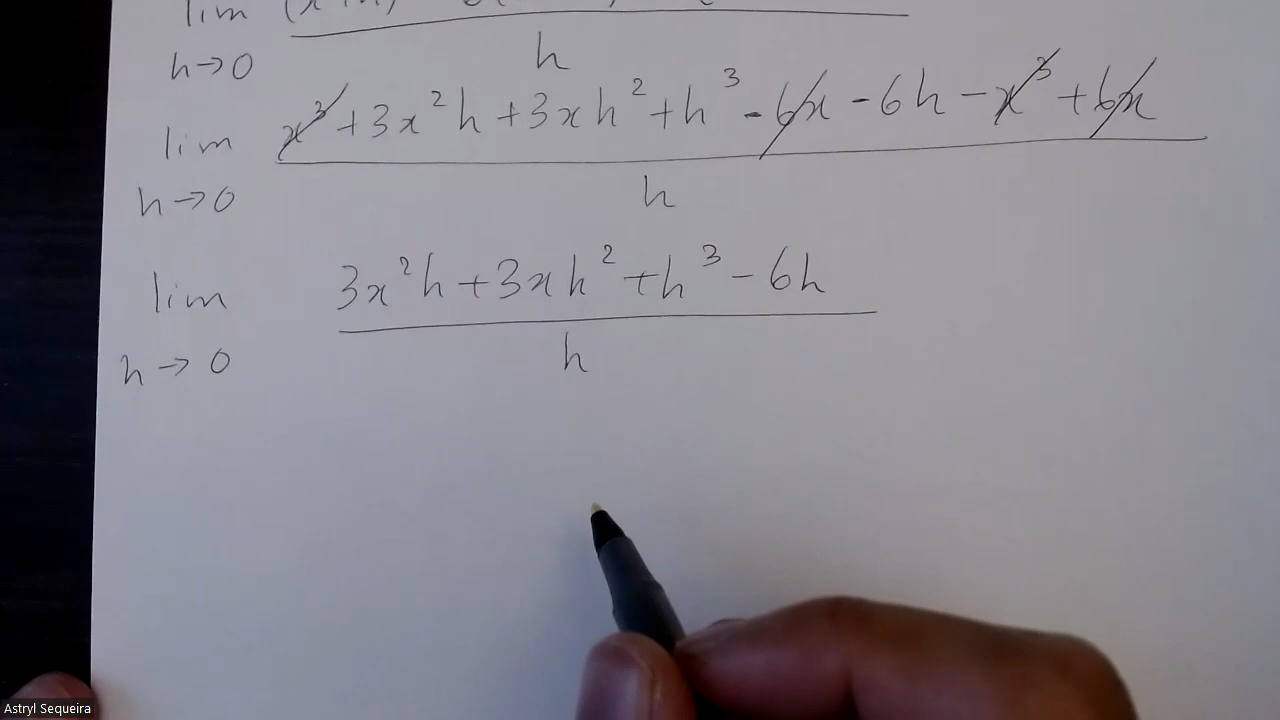 lim
h→0 h
lim x³ + 3x²h + 3xh² + h³ - 6x - 6h - x³ + 6x
h→0 h
lim 3x²h + 3xh² + h³ - 6h
h→0 h
Astryl Sequeira